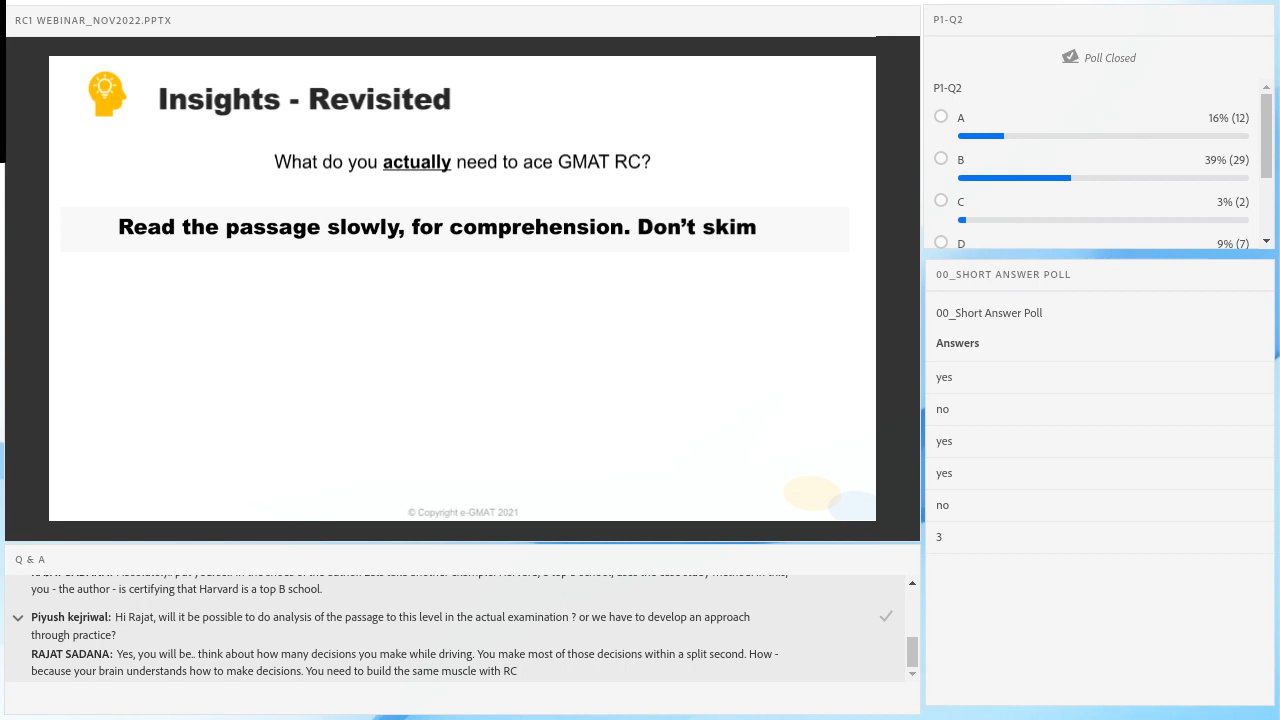 RC1 WEBINAR_NOV2022.PPTX
Insights - Revisited
What do you actually need to ace GMAT RC?
Read the passage slowly, for comprehension. Don't skim
© Copyright e-GMAT 2021
Q & A
you - the author - is certifying that Harvard is a top B school.
Piyush kejriwal: Hi Rajat, will it be possible to do analysis of the passage to this level in the actual examination ? or we have to develop an approach
through practice?
RAJAT SADANA: Yes, you will be.. think about how many decisions you make while driving. You make most of those decisions within a split second. How -
because your brain understands how to make decisions. You need to build the same muscle with RC
P1-Q2
Poll Closed
P1-Q2
A 16% (12)
B 39% (29)
C 3% (2)
D 9% (7)
00_SHORT ANSWER POLL
00_Short Answer Poll
Answers
yes
no
yes
yes
no
3